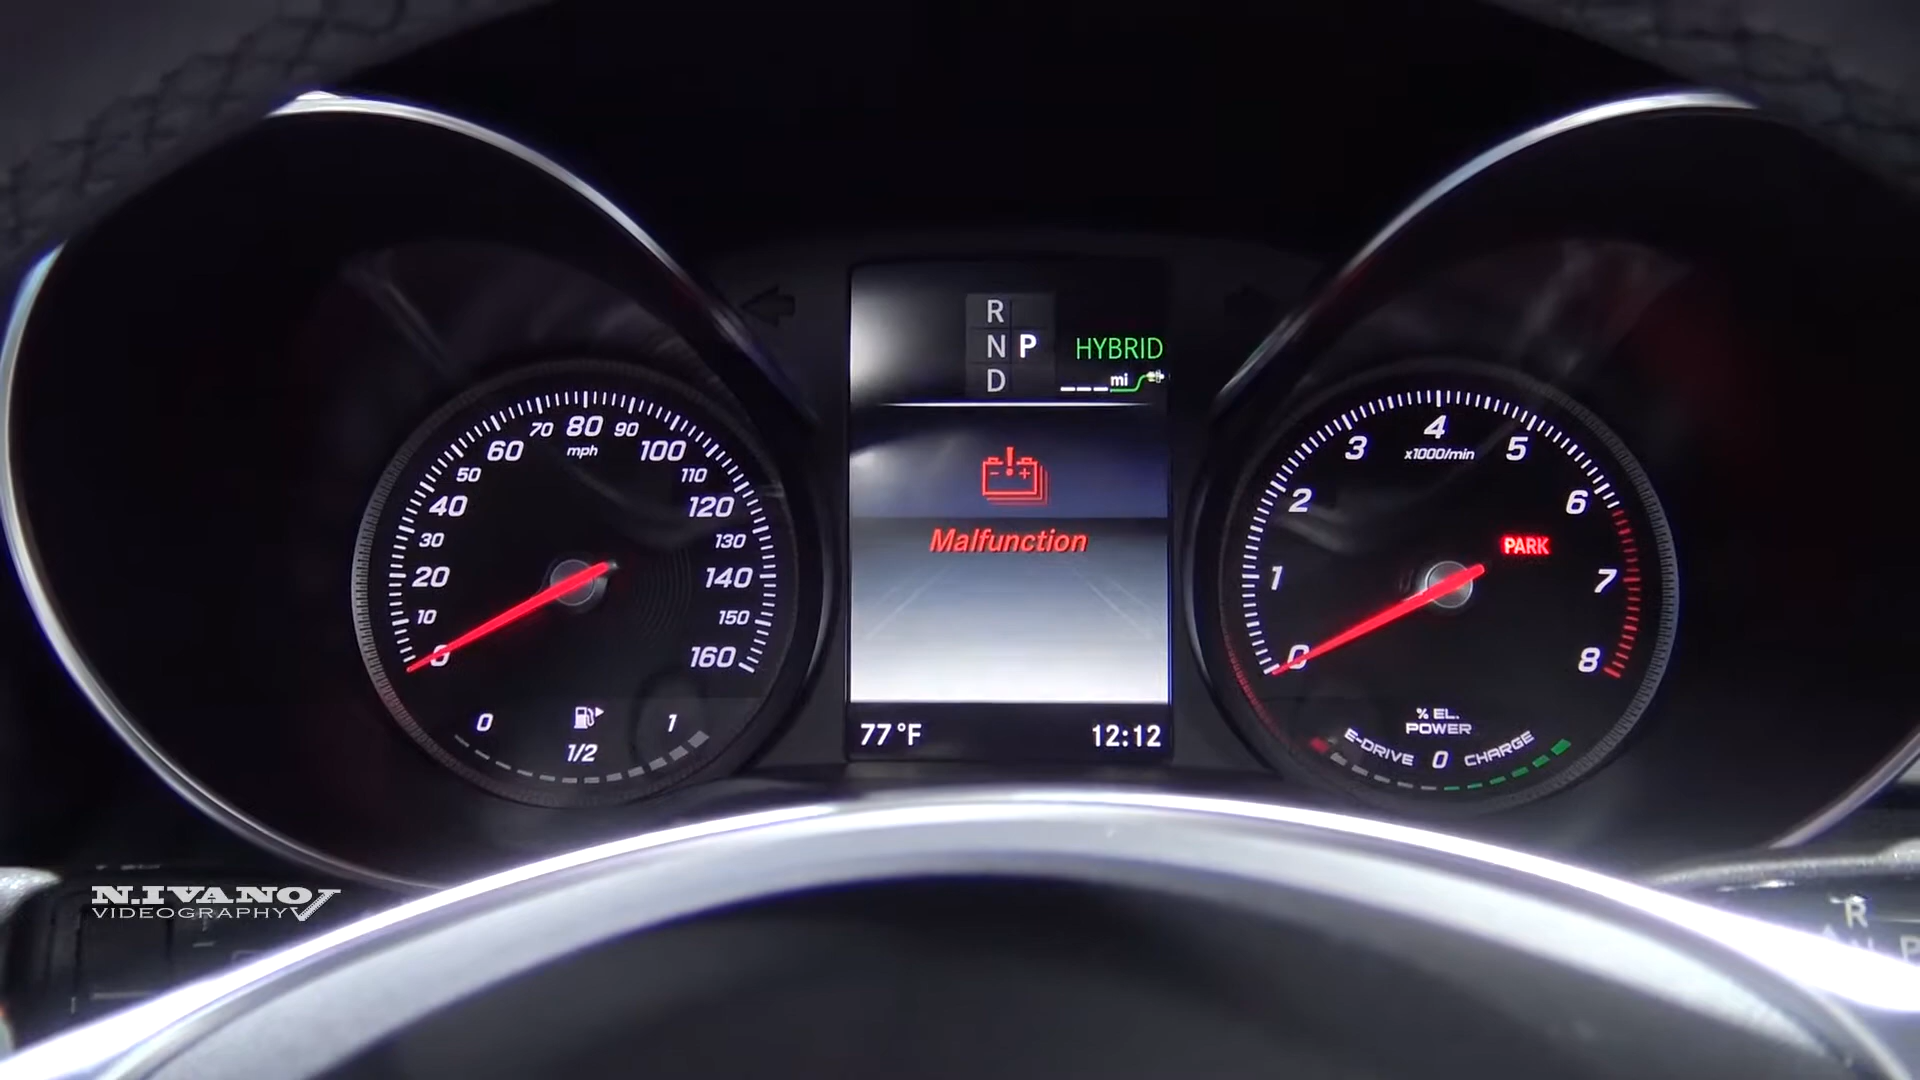 R
N P
D
HYBRID
---mi
Malfunction
77°F
12:12
0
10
20
30
40
50
60
70
80
90
100
110
120
130
140
150
160
mph
0
1/2
1
0
1
2
3
4
5
6
7
8
x1000/min
PARK
% EL.
POWER
E-DRIVE 0 CHARGE
N.IVANOV
VIDEOGRAPHY
R
P